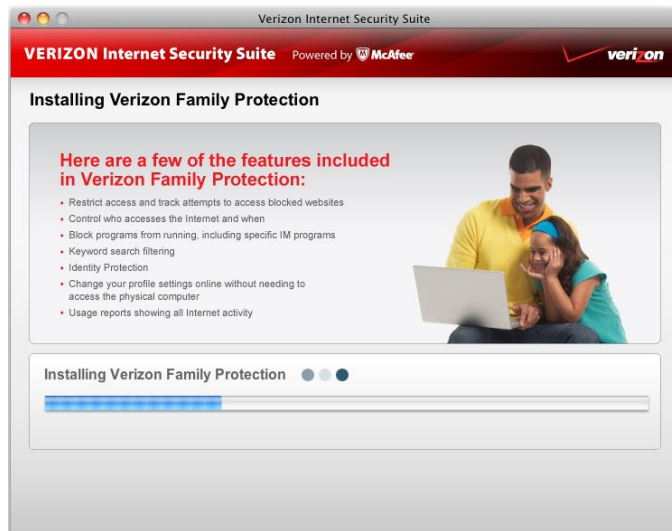 Verizon Internet Security Suite
VERIZON Internet Security Suite Powered by McAfee verizon
Installing Verizon Family Protection
Here are a few of the features included
in Verizon Family Protection:
• Restrict access and track attempts to access blocked websites
• Control who accesses the Internet and when
• Block programs from running, including specific IM programs
• Keyword search filtering
• Identity Protection
• Change your profile settings online without needing to
access the physical computer
• Usage reports showing all Internet activity
Installing Verizon Family Protection